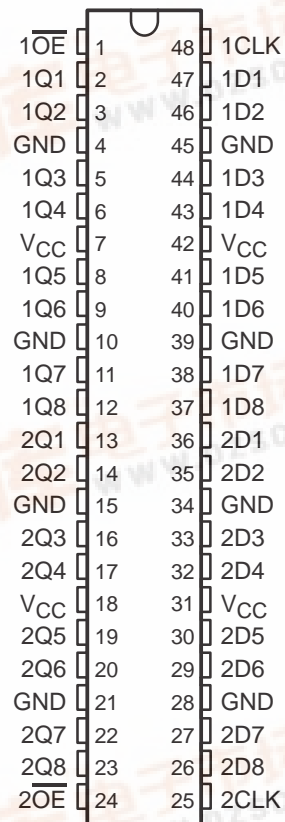 1O̅E̅ 1 48 1CLK
1Q1 2 47 1D1
1Q2 3 46 1D2
GND 4 45 GND
1Q3 5 44 1D3
1Q4 6 43 1D4
VCC 7 42 VCC
1Q5 8 41 1D5
1Q6 9 40 1D6
GND 10 39 GND
1Q7 11 38 1D7
1Q8 12 37 1D8
2Q1 13 36 2D1
2Q2 14 35 2D2
GND 15 34 GND
2Q3 16 33 2D3
2Q4 17 32 2D4
VCC 18 31 VCC
2Q5 19 30 2D5
2Q6 20 29 2D6
GND 21 28 GND
2Q7 22 27 2D7
2Q8 23 26 2D8
2O̅E̅ 24 25 2CLK